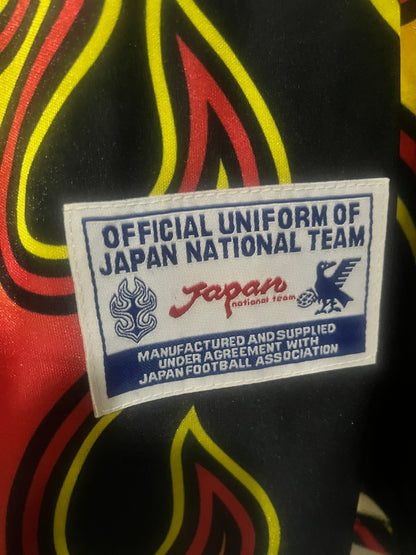 OFFICIAL UNIFORM OF
JAPAN NATIONAL TEAM
Japan
national team
MANUFACTURED AND SUPPLIED
UNDER AGREEMENT WITH
JAPAN FOOTBALL ASSOCIATION